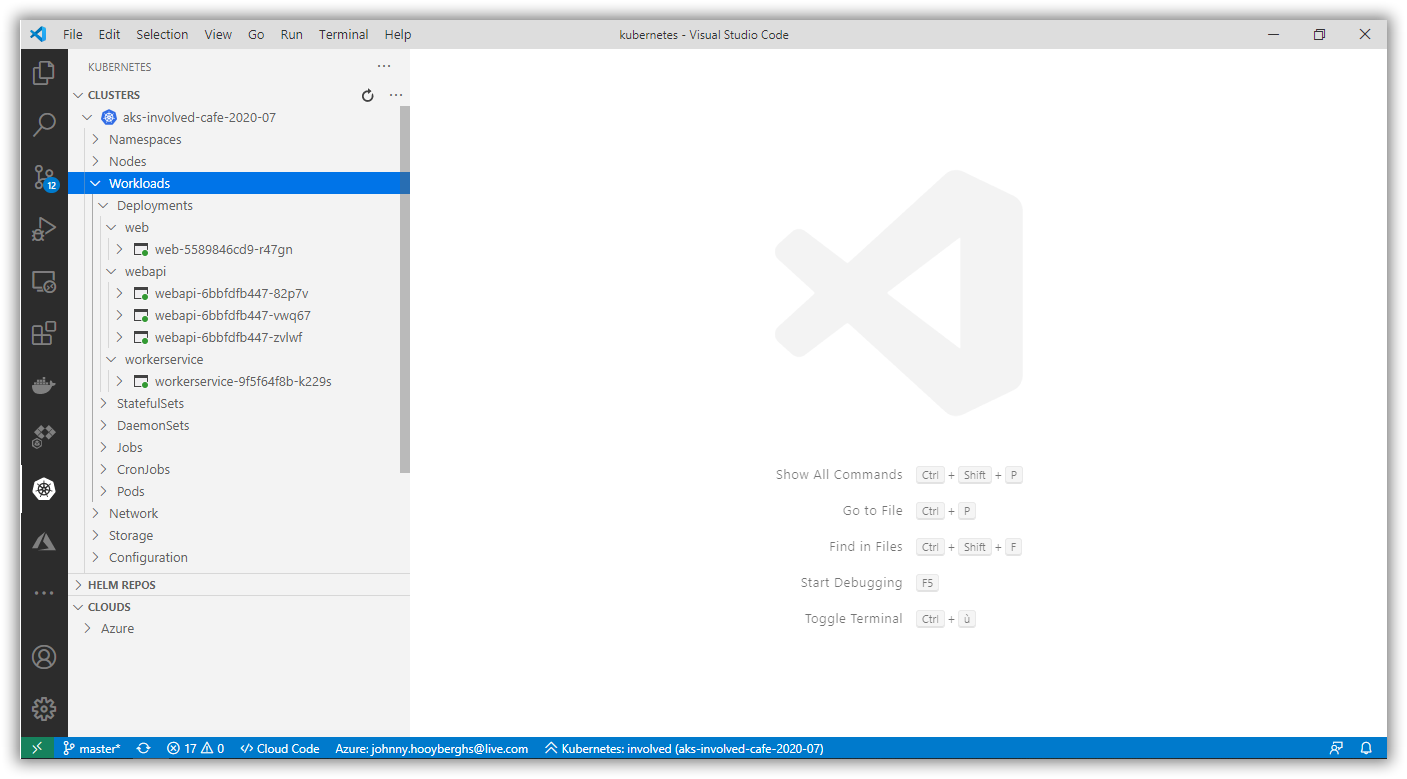 File Edit Selection View Go Run Terminal Help kubernetes - Visual Studio Code
KUBERNETES
CLUSTERS
aks-involved-cafe-2020-07
Namespaces
Nodes
12
Workloads
Deployments
web
web-5589846cd9-r47gn
webapi
webapi-6bbfdfb447-82p7v
webapi-6bbfdfb447-vwq67
webapi-6bbfdfb447-zvlwf
workerservice
workerservice-9f5f64f8b-k229s
StatefulSets
DaemonSets
Jobs
CronJobs
Pods
Network
Storage
Configuration
HELM REPOS
CLOUDS
Azure
Show All Commands Ctrl + Shift + P
Go to File Ctrl + P
Find in Files Ctrl + Shift + F
Start Debugging F5
Toggle Terminal Ctrl + ù
master* 17 0 Cloud Code Azure: johnny.hooyberghs@live.com Kubernetes: involved (aks-involved-cafe-2020-07)